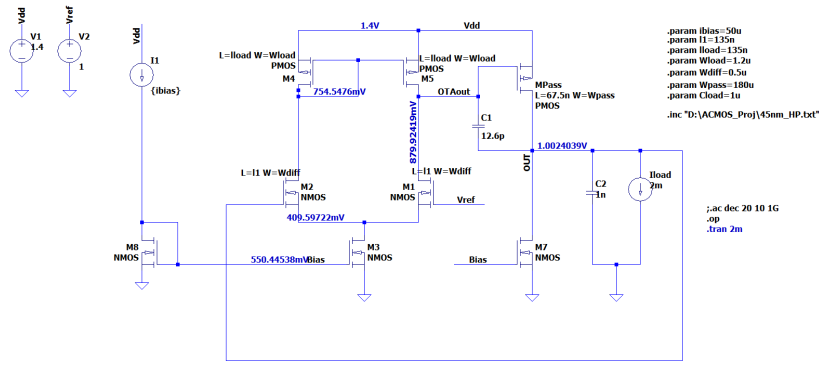 Vdd
V1
1.4
Vref
V2
1
Vdd
I1
{ibias}
1.4V
Vdd
L=lload W=Wload
PMOS
M4
L=lload W=Wload
PMOS
M5
MPass
L=67.5n W=Wpass
PMOS
754.5476mV
OTAout
C1
12.6p
879.92419mV
1.0024039V
OUT
L=l1 W=Wdiff
M2
NMOS
L=l1 W=Wdiff
M1
NMOS
Vref
409.59722mV
C2
1n
Iload
2m
M8
NMOS
550.44538mV
Bias
M3
NMOS
Bias
M7
NMOS
.param ibias=50u
.param l1=135n
.param lload=135n
.param Wload=1.2u
.param Wdiff=0.5u
.param Wpass=180u
.param Cload=1u
.inc "D:\ACMOS_Proj\45nm_HP.txt"
;.ac dec 20 10 1G
.op
.tran 2m